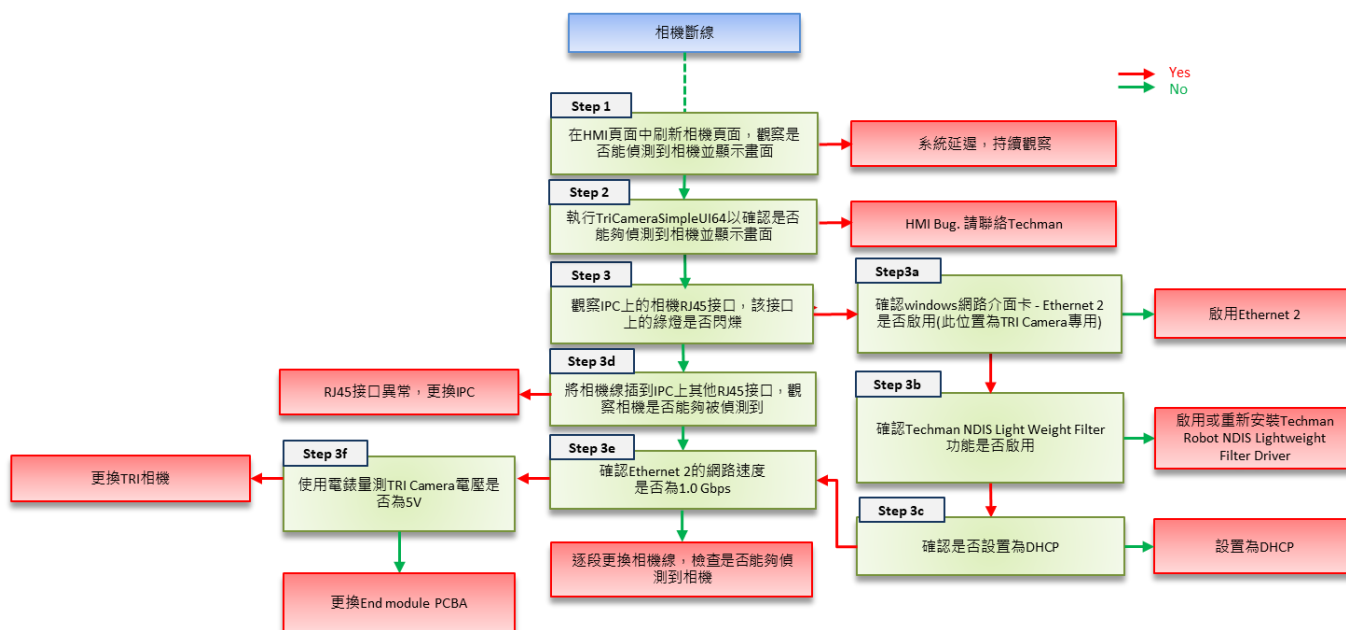 相機斷線
Yes
No
Step 1
在HMI頁面中刷新相機頁面，觀察是
否能偵測到相機並顯示畫面
系統延遲，持續觀察
Step 2
執行TriCameraSimpleUI64以確認是否
能夠偵測到相機並顯示畫面
HMI Bug. 請聯絡Techman
Step 3
觀察IPC上的相機RJ45接口，該接口
上的綠燈是否閃爍
Step3a
確認windows網路介面卡 - Ethernet 2
是否啟用(此位置為TRI Camera專用)
啟用Ethernet 2
Step 3d
將相機線插到IPC上其他RJ45接口，觀
察相機是否能夠被偵測到
RJ45接口異常，更換IPC
Step 3b
確認Techman NDIS Light Weight Filter
功能是否啟用
啟用或重新安裝Techman
Robot NDIS Lightweight
Filter Driver
Step 3e
確認Ethernet 2的網路速度
是否為1.0 Gbps
Step 3f
使用電錶量測TRI Camera電壓是
否為5V
更換TRI相機
Step 3c
確認是否設置為DHCP
設置為DHCP
逐段更換相機線，檢查是否能夠偵
測到相機
更換End module PCBA